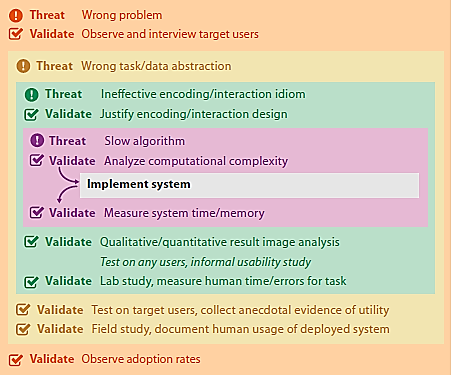 Threat Wrong problem
Validate Observe and interview target users
Threat Wrong task/data abstraction
Threat Ineffective encoding/interaction idiom
Validate Justify encoding/interaction design
Threat Slow algorithm
Validate Analyze computational complexity
Implement system
Validate Measure system time/memory
Validate Qualitative/quantitative result image analysis
Test on any users, informal usability study
Validate Lab study, measure human time/errors for task
Validate Test on target users, collect anecdotal evidence of utility
Validate Field study, document human usage of deployed system
Validate Observe adoption rates